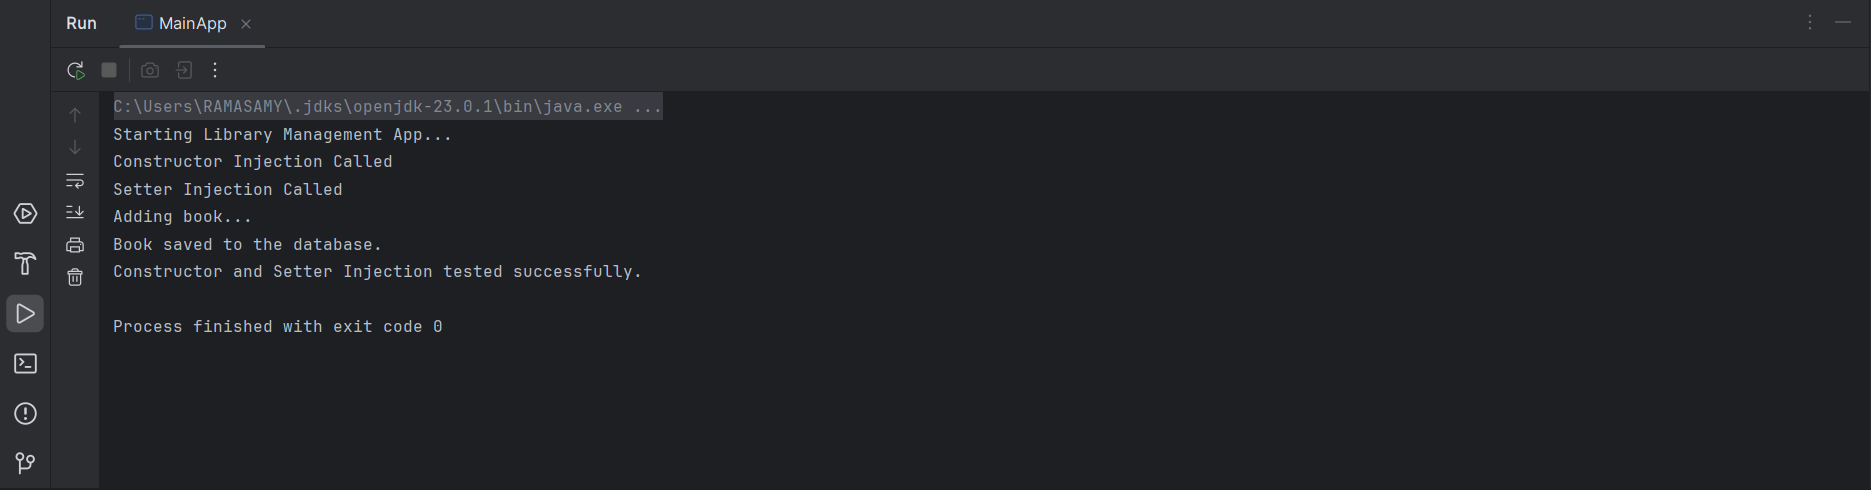 Run MainApp
C:\Users\RAMASAMY\.jdks\openjdk-23.0.1\bin\java.exe ...
Starting Library Management App...
Constructor Injection Called
Setter Injection Called
Adding book...
Book saved to the database.
Constructor and Setter Injection tested successfully.
Process finished with exit code 0